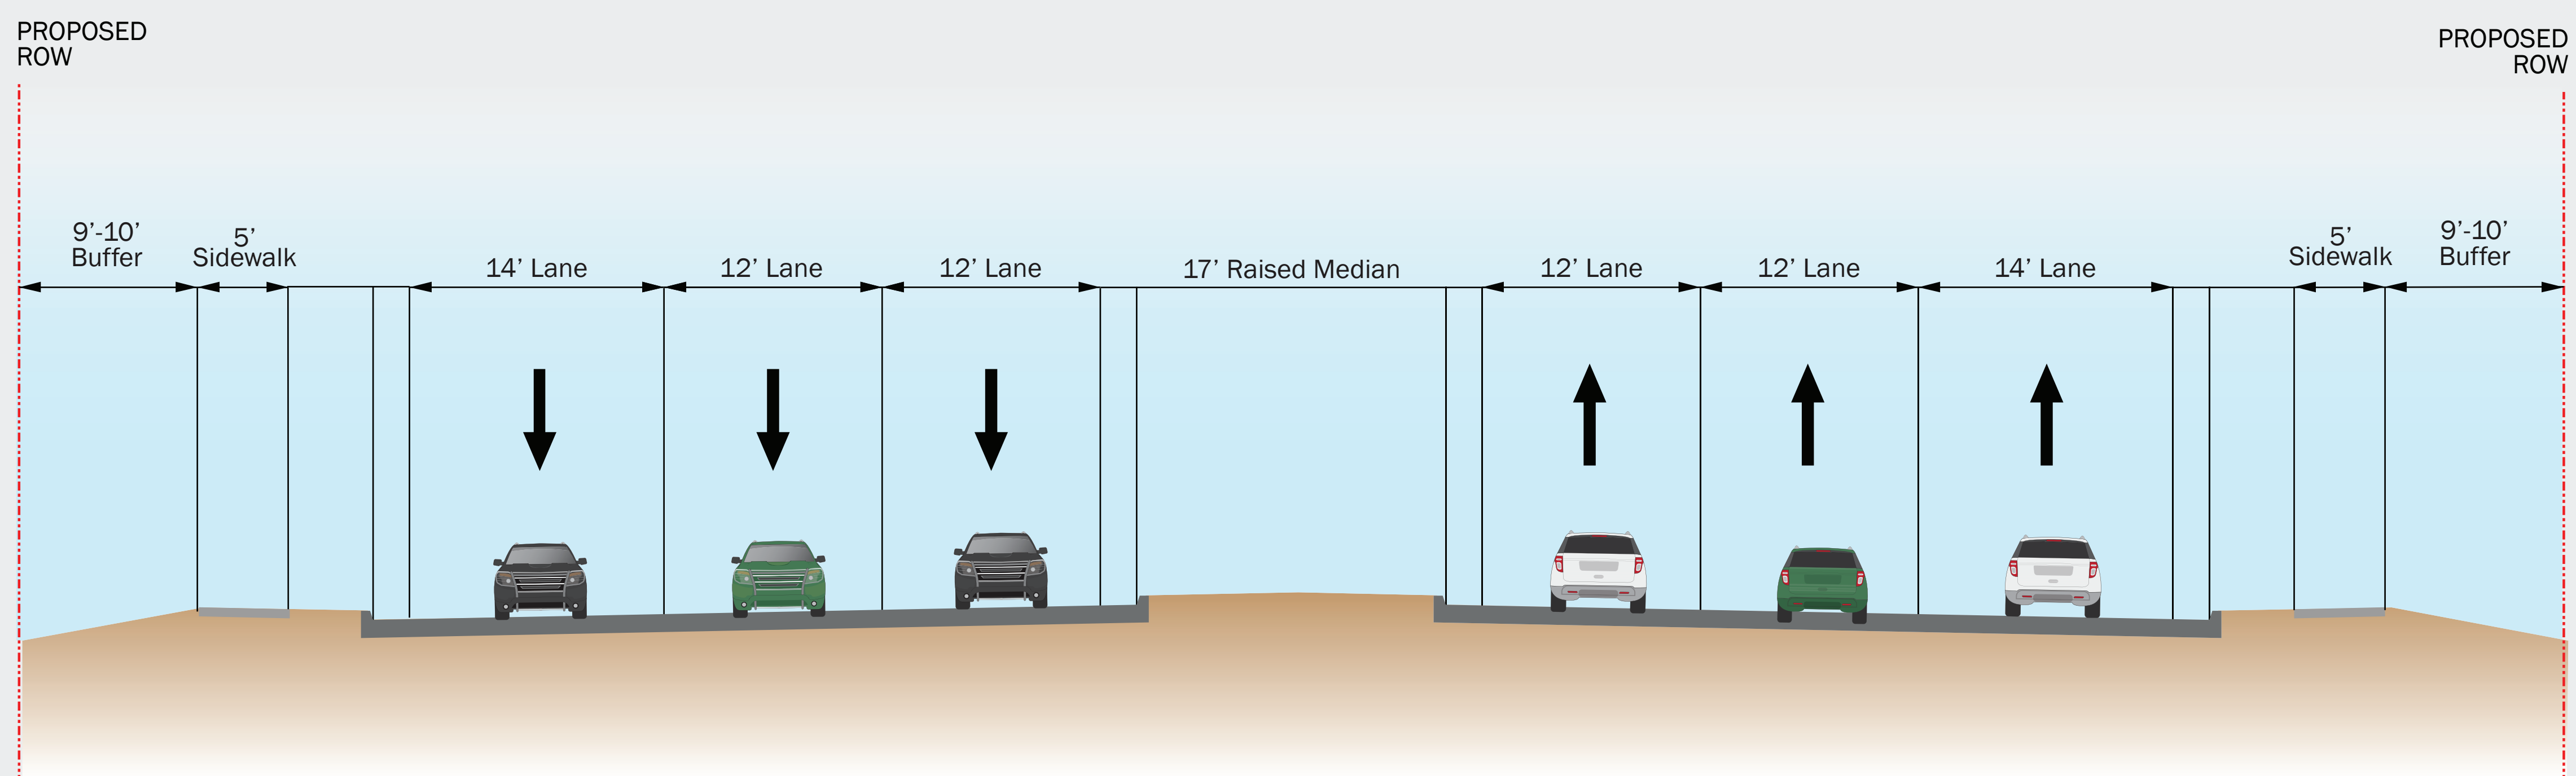 PROPOSED
ROW
PROPOSED
ROW
9’-10’
Buffer
5’
Sidewalk
14’ Lane
12’ Lane
12’ Lane
17’ Raised Median
12’ Lane
12’ Lane
14’ Lane
5’
Sidewalk
9’-10’
Buffer